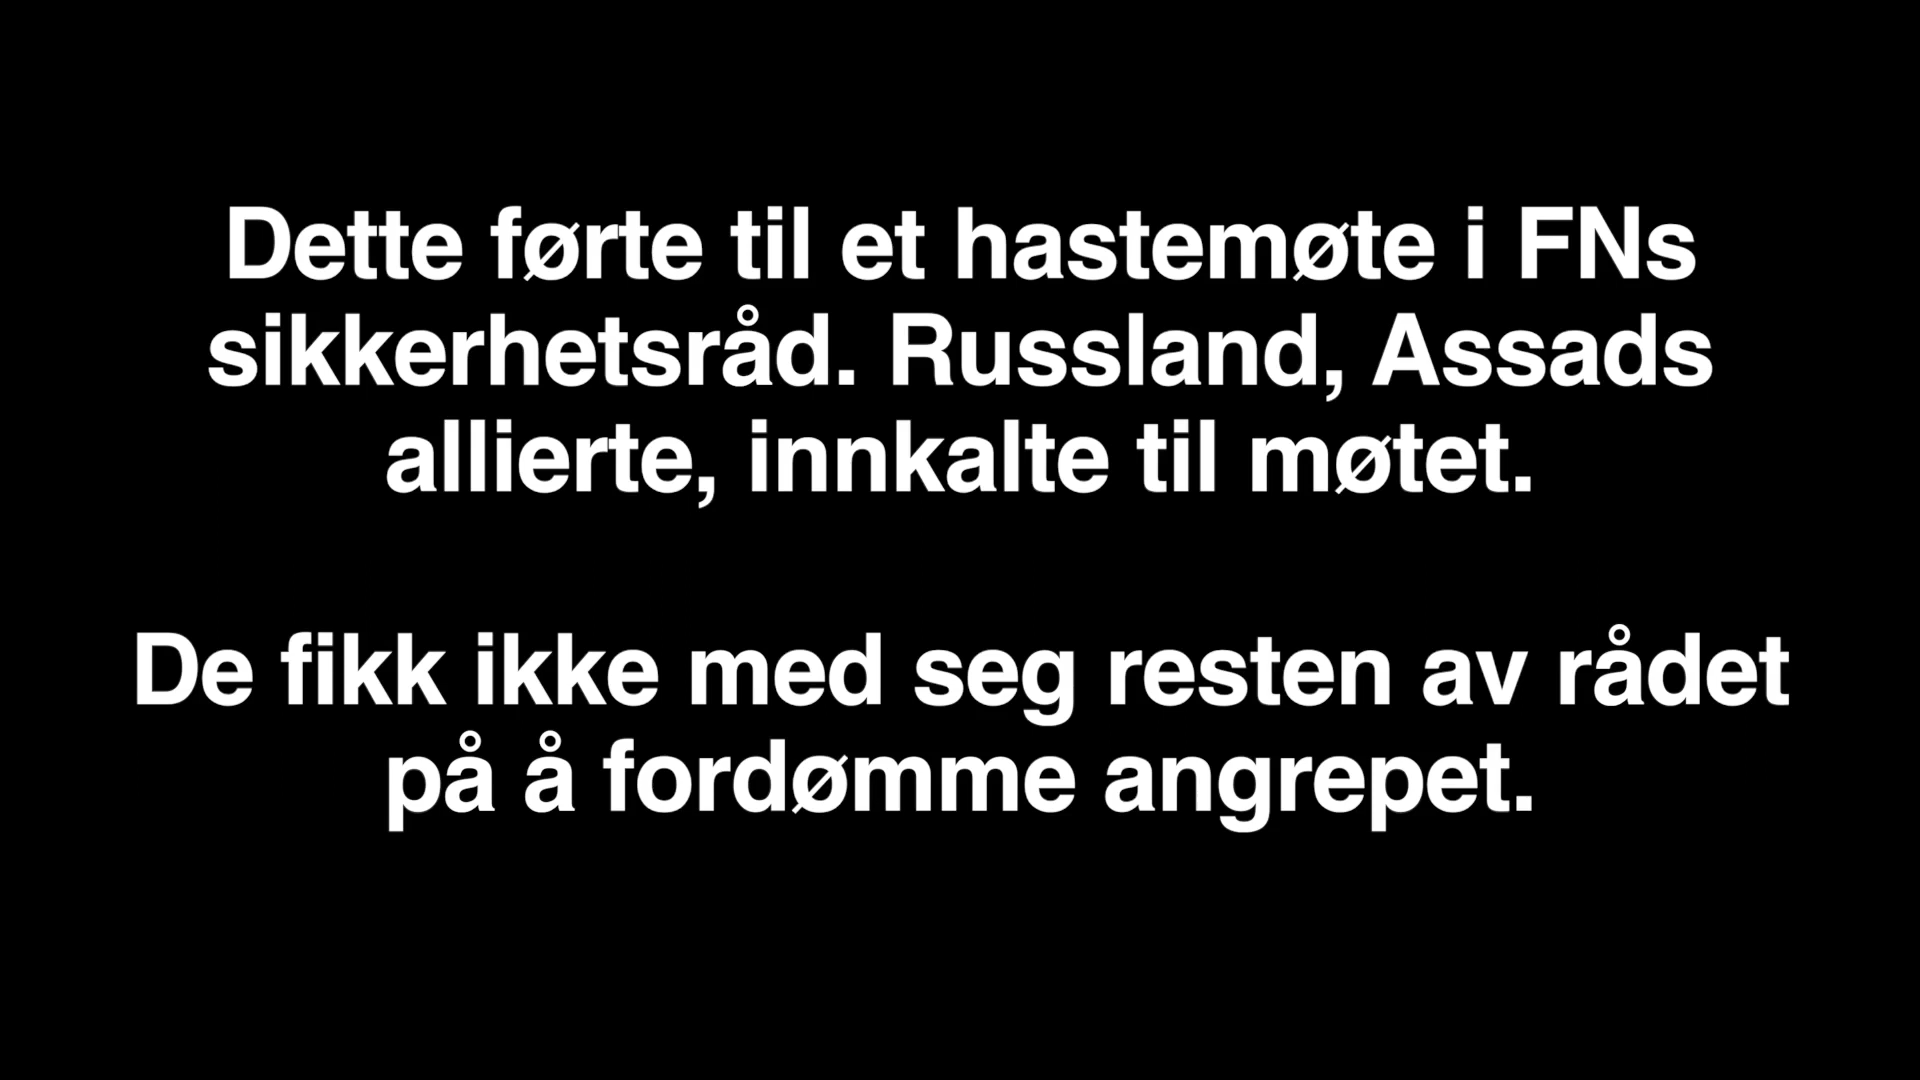 Dette førte til et hastemøte i FNs
sikkerhetsråd. Russland, Assads
allierte, innkalte til møtet.
De fikk ikke med seg resten av rådet
på å fordømme angrepet.